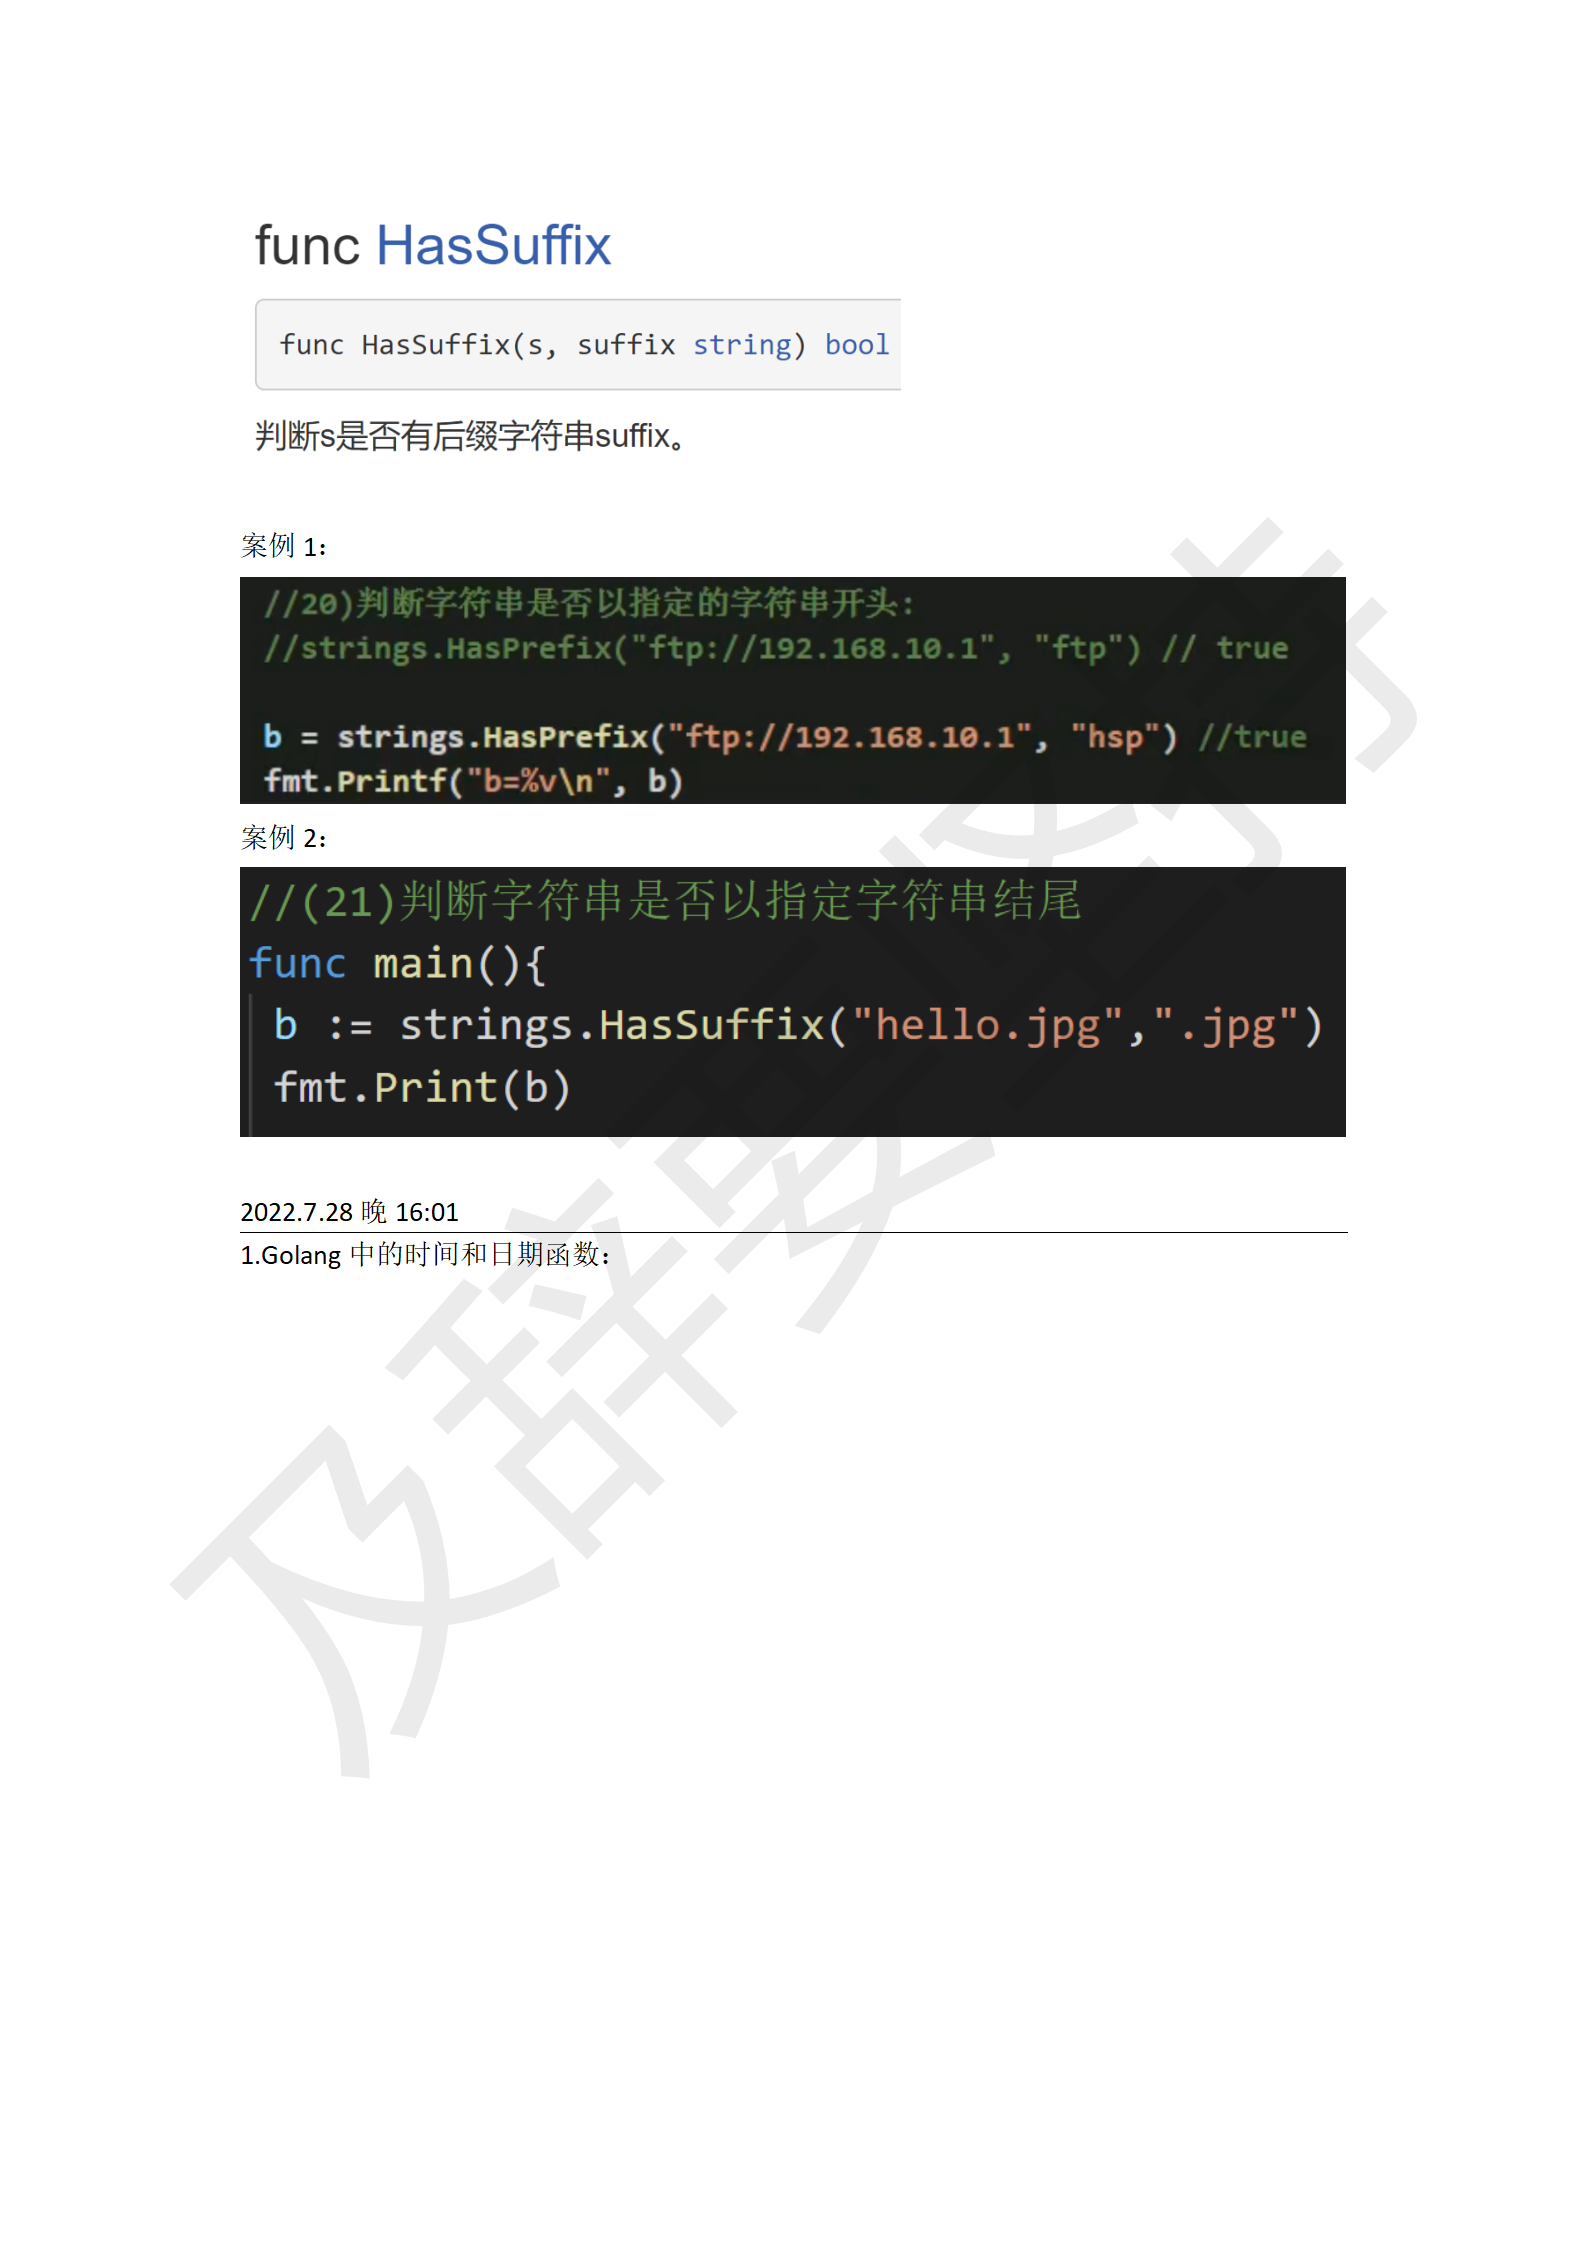 func HasSuffix
func HasSuffix(s, suffix string) bool
判断s是否有后缀字符串suffix。
案例 1：
//20)判断字符串是否以指定的字符串开头:
//strings.HasPrefix("ftp://192.168.10.1", "ftp") // true
b = strings.HasPrefix("ftp://192.168.10.1", "hsp") //true
fmt.Printf("b=%v\n", b)
案例 2：
//(21)判断字符串是否以指定字符串结尾
func main(){
b := strings.HasSuffix("hello.jpg",".jpg")
fmt.Print(b)
2022.7.28 晚 16:01
1.Golang 中的时间和日期函数：
及辞要坚持